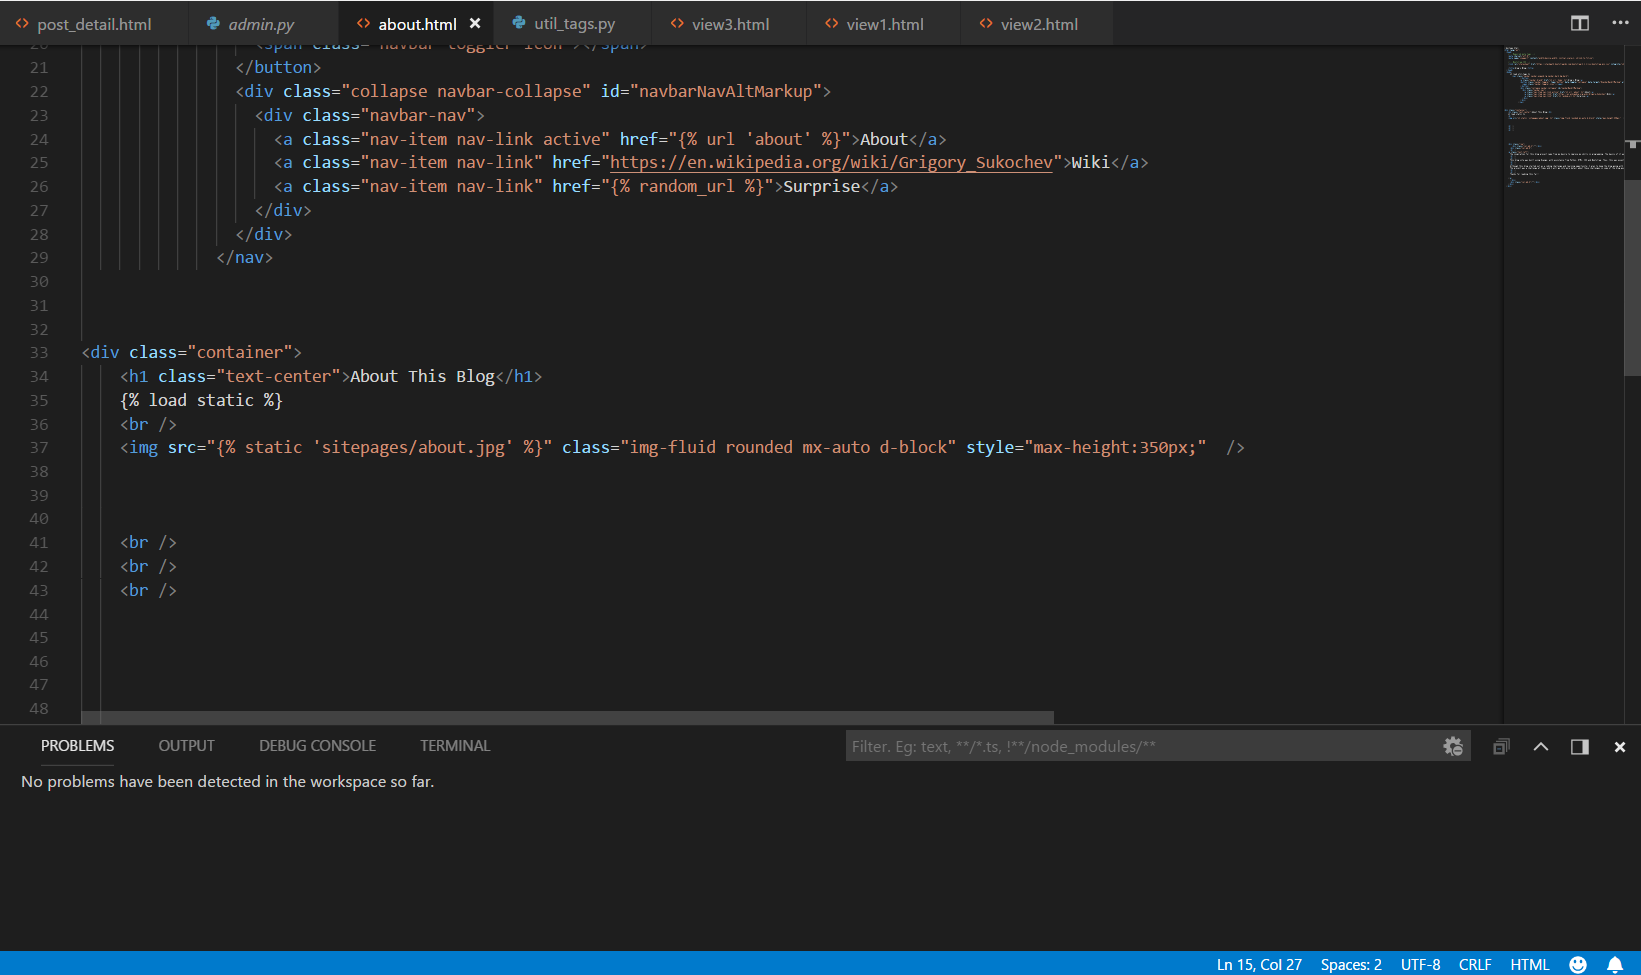 post_detail.html admin.py about.html util_tags.py view3.html view1.html view2.html
20 <span class="navbar-toggler-icon"></span>
21 </button>
22 <div class="collapse navbar-collapse" id="navbarNavAltMarkup">
23 <div class="navbar-nav">
24 <a class="nav-item nav-link active" href="{% url 'about' %}">About</a>
25 <a class="nav-item nav-link" href="https://en.wikipedia.org/wiki/Grigory_Sukochev">Wiki</a>
26 <a class="nav-item nav-link" href="{% random_url %}">Surprise</a>
27 </div>
28 </div>
29 </nav>
30
31
32
33 <div class="container">
34 <h1 class="text-center">About This Blog</h1>
35 {% load static %}
36 <br />
37 <img src="{% static 'sitepages/about.jpg' %}" class="img-fluid rounded mx-auto d-block" style="max-height:350px;" />
38
39
40
41 <br />
42 <br />
43 <br />
44
45
46
47
48
PROBLEMS OUTPUT DEBUG CONSOLE TERMINAL Filter. Eg: text, **/*.ts, !**/node_modules/**
No problems have been detected in the workspace so far.
Ln 15, Col 27 Spaces: 2 UTF-8 CRLF HTML